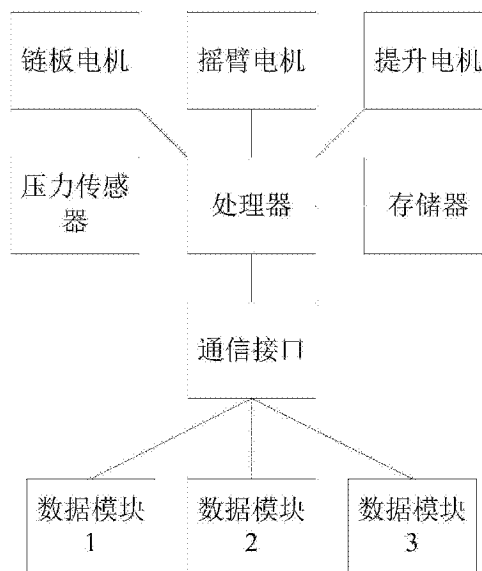 链板电机
摇臂电机
提升电机
压力传感
器
处理器
存储器
通信接口
数据模块
1
数据模块
2
数据模块
3